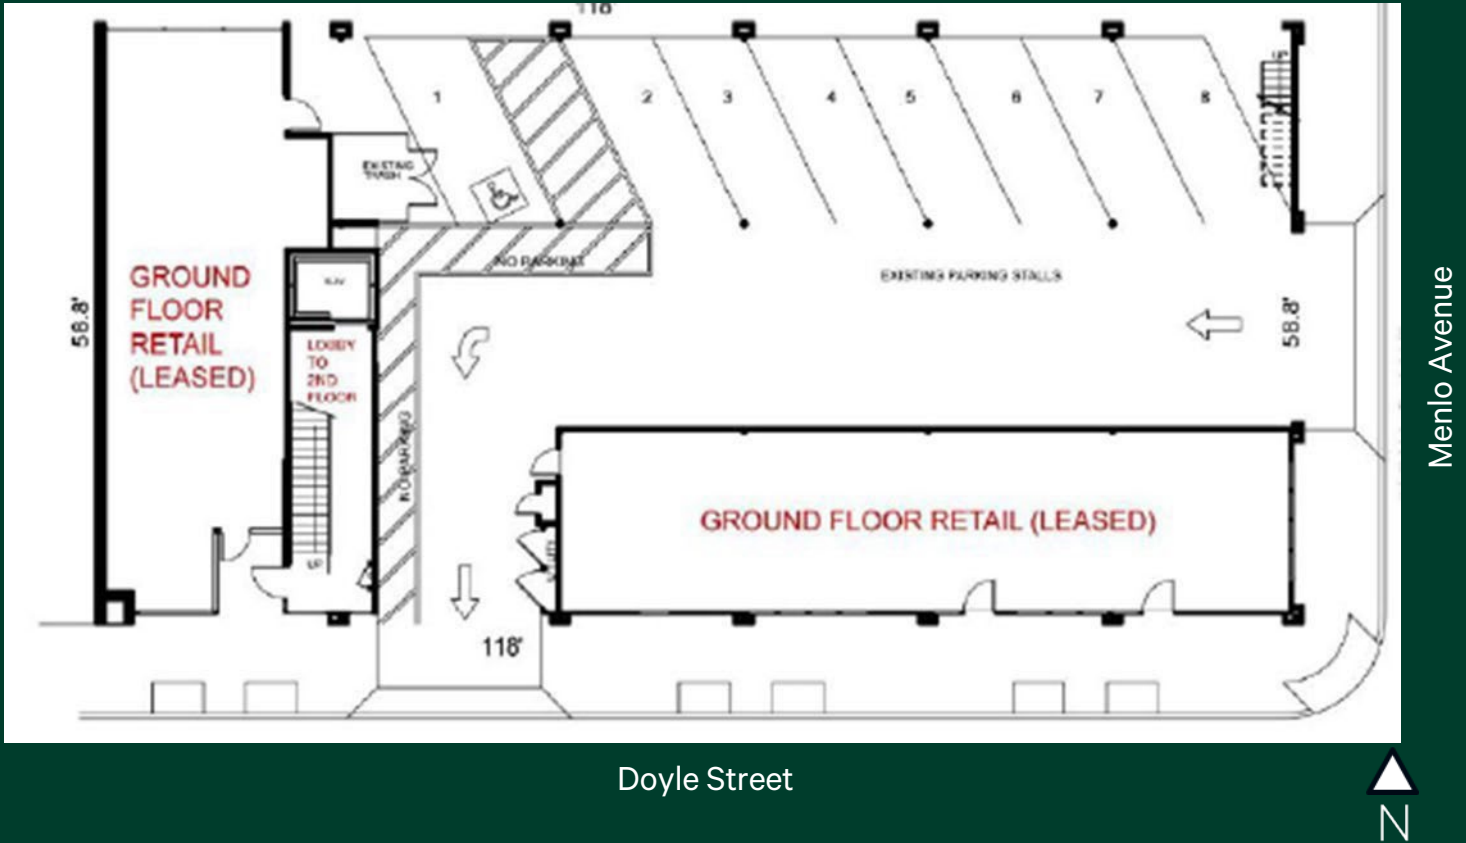 118'
1
2
3
4
5
6
7
8
UP
EXISTING
TRASH
NO PARKING
EXISTING PARKING STALLS
GROUND
FLOOR
RETAIL
(LEASED)
58.8'
58.8'
LOBBY
TO
2ND
FLOOR
NO PARKING
UP
GROUND FLOOR RETAIL (LEASED)
118'
Menlo Avenue
Doyle Street
N